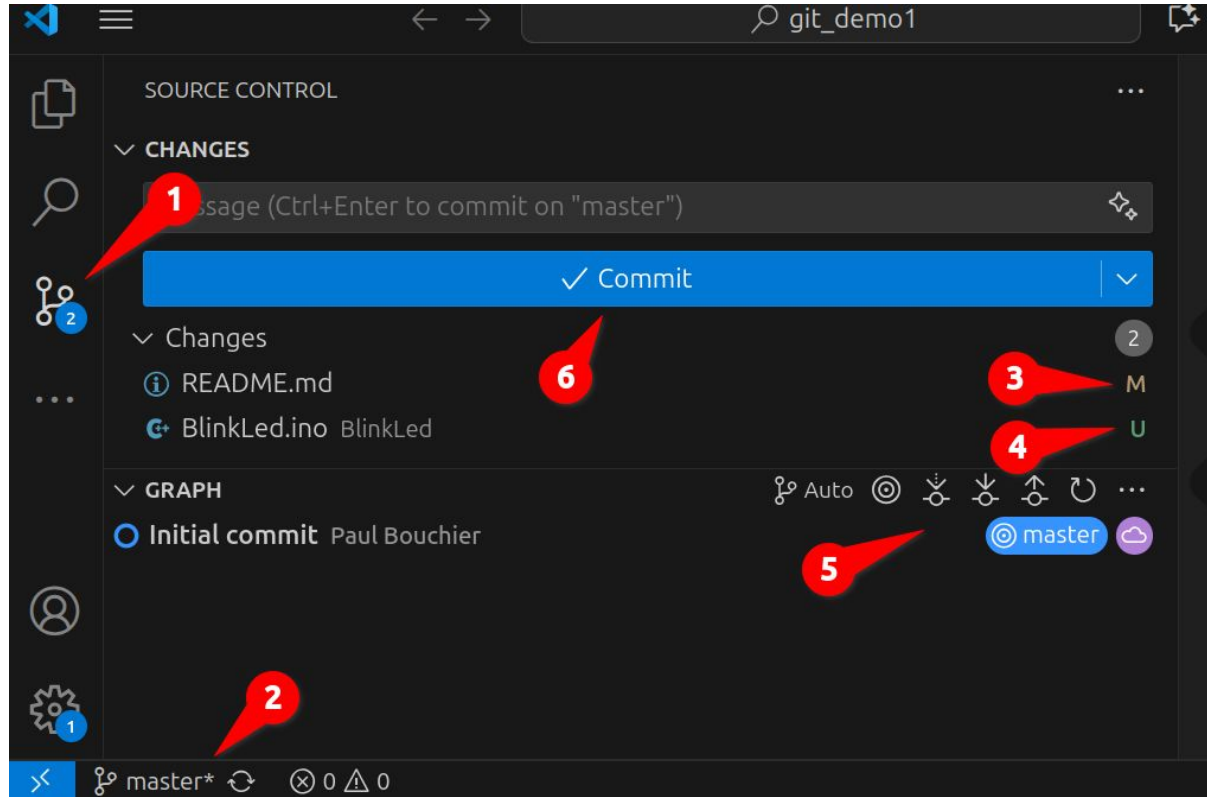 git_demo1
SOURCE CONTROL
CHANGES
1
ssage (Ctrl+Enter to commit on "master")
Commit
2
Changes 2
6
README.md M
3
BlinkLed.ino BlinkLed U
4
GRAPH Auto
Initial commit Paul Bouchier master
5
2
1
master* 0 0